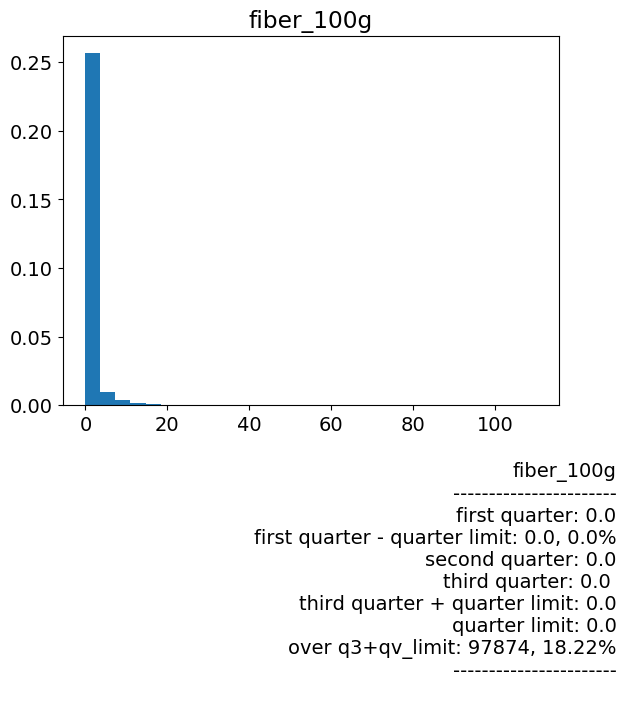 fiber_100g
0.25
0.20
0.15
0.10
0.05
0.00
0 20 40 60 80 100
fiber_100g
-----------------------
first quarter: 0.0
first quarter - quarter limit: 0.0, 0.0%
second quarter: 0.0
third quarter: 0.0
third quarter + quarter limit: 0.0
quarter limit: 0.0
over q3+qv_limit: 97874, 18.22%
-----------------------